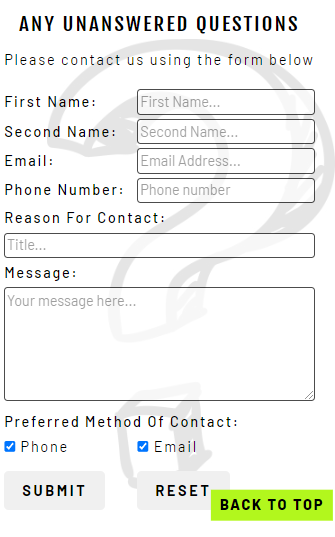 ANY UNANSWERED QUESTIONS
Please contact us using the form below
First Name: First Name...
Second Name: Second Name...
Email: Email Address...
Phone Number: Phone number
Reason For Contact:
Title...
Message:
Your message here...
Preferred Method Of Contact:
Phone Email
SUBMIT RESET
BACK TO TOP